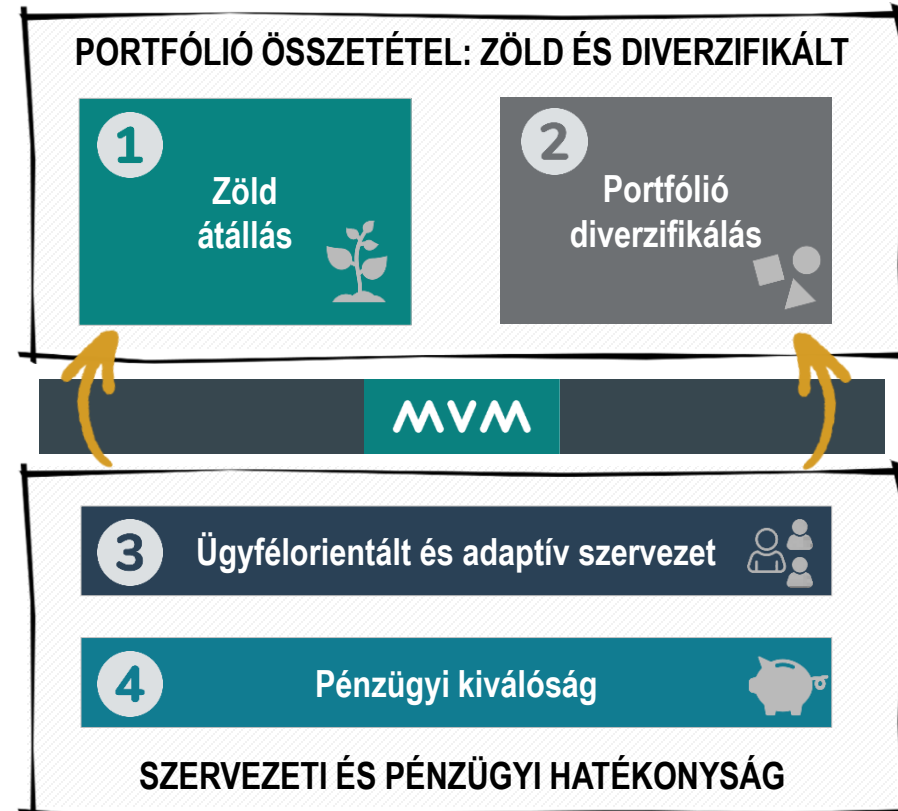 PORTFÓLIÓ ÖSSZETÉTEL: ZÖLD ÉS DIVERZIFIKÁLT
1
Zöld
átállás
2
Portfólió
diverzifikálás
MVM
3
Ügyfélorientált és adaptív szervezet
4
Pénzügyi kiválóság
SZERVEZETI ÉS PÉNZÜGYI HATÉKONYSÁG